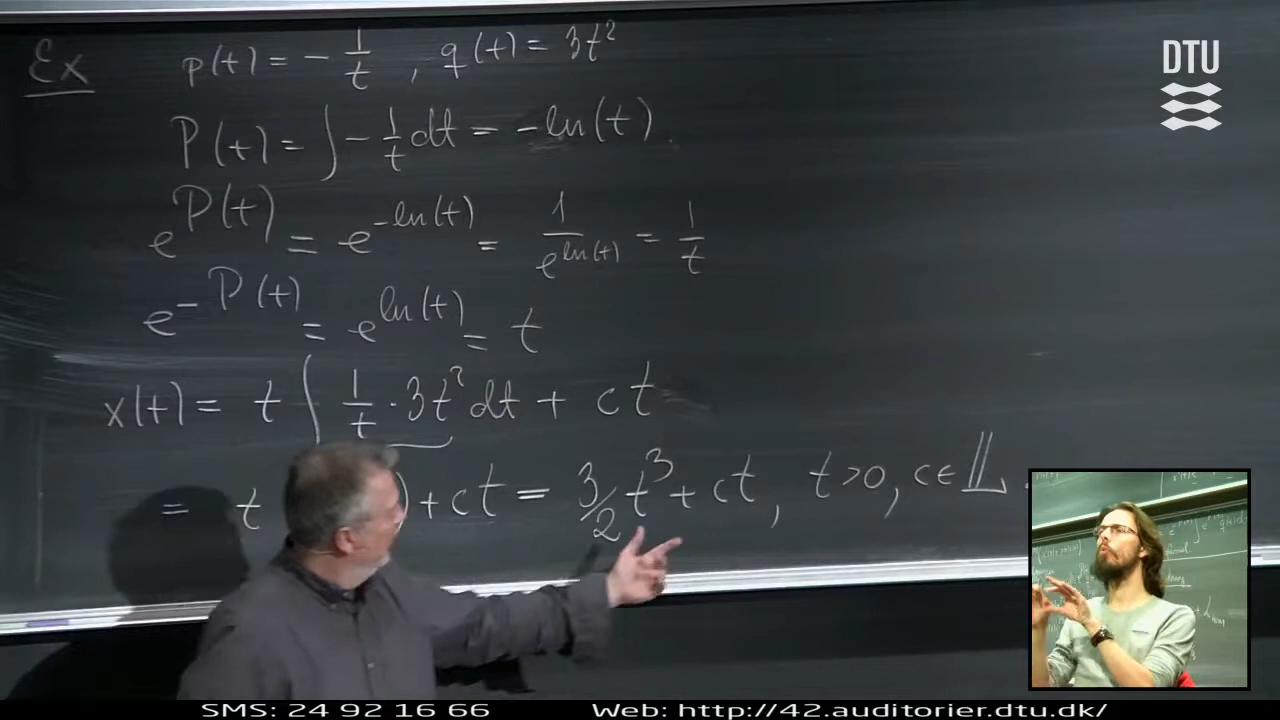 Ex p(t) = - 1/t , q(t) = 3t²
P(t) = ∫ - 1/t dt = -ln(t).
e^P(t) = e^-ln(t) = 1/e^ln(t) = 1/t
e^-P(t) = e^ln(t) = t
x(t) = t ∫ 1/t · 3t² dt + ct
= t ) + ct = 3/2 t³ + ct, t>0, c∈
DTU
SMS: 24 92 16 66 Web: http://42.auditorier.dtu.dk/